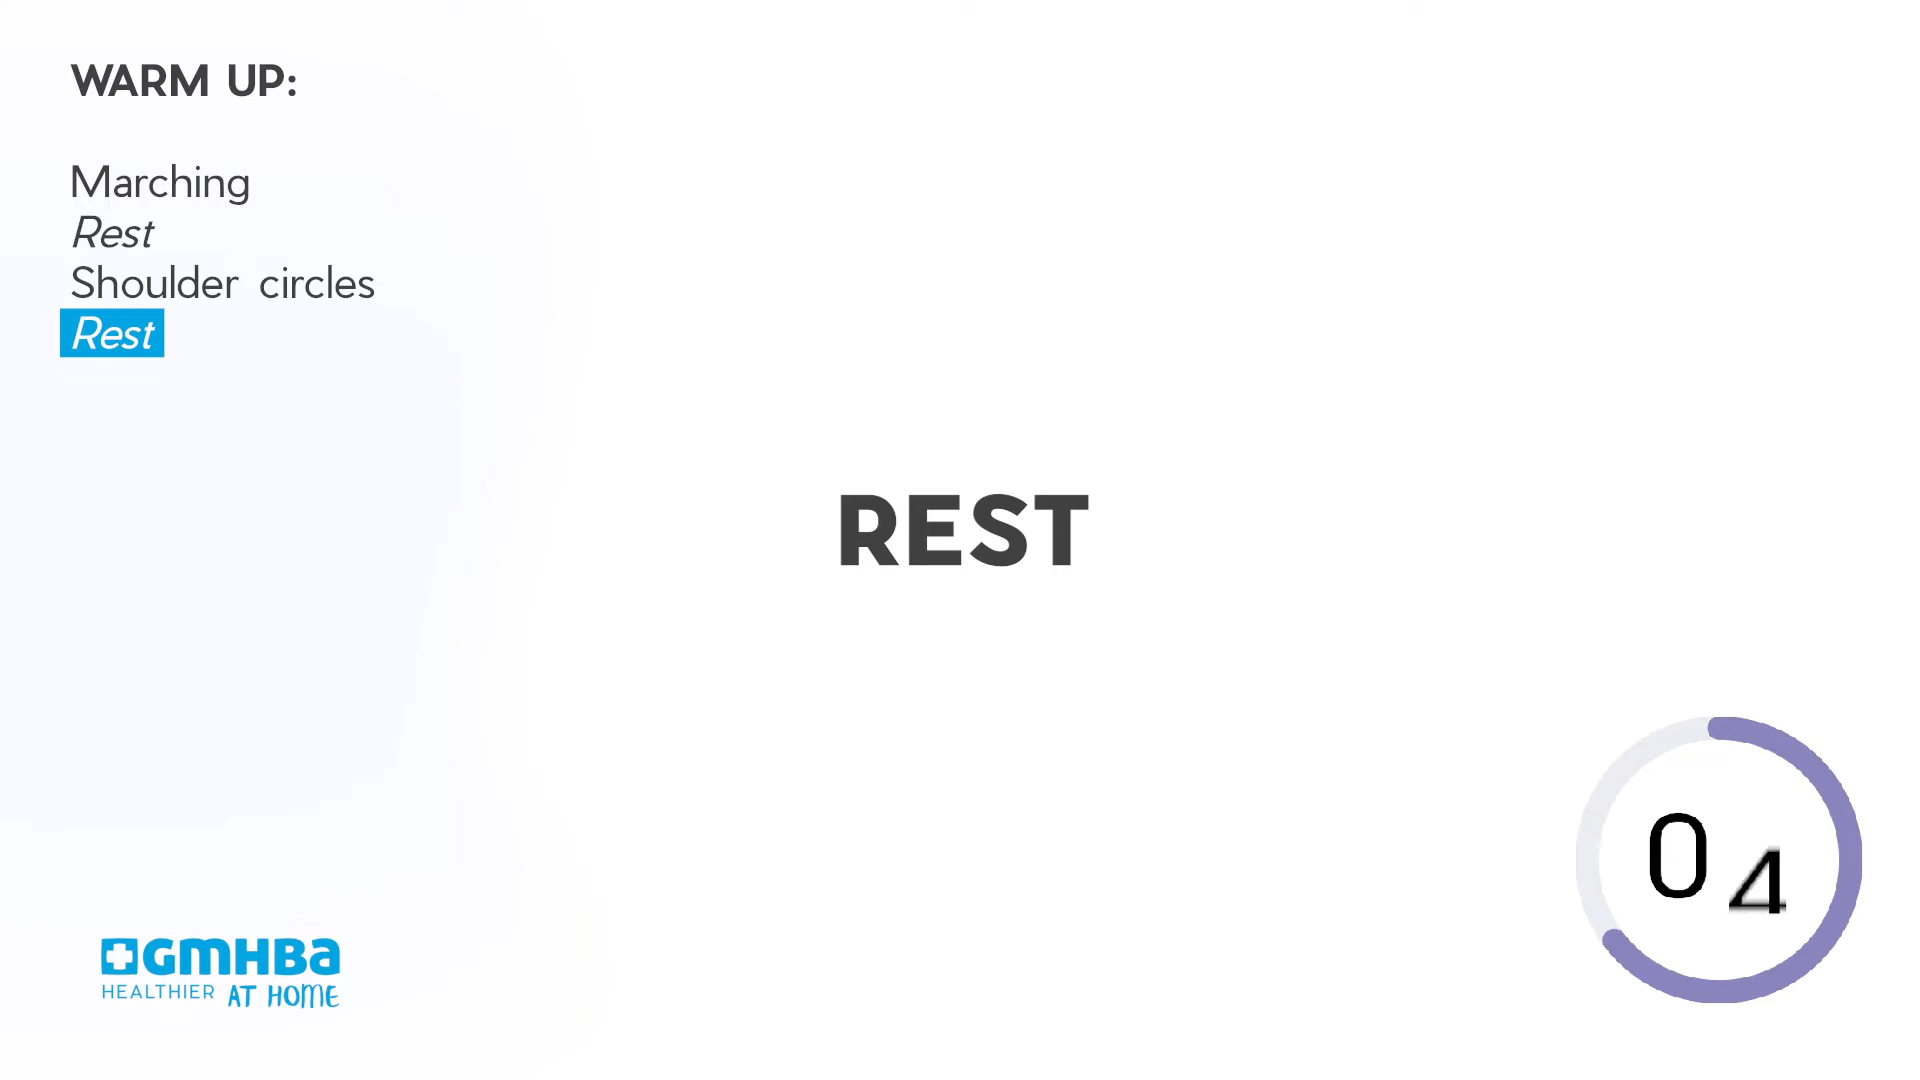 WARM UP:
Marching
Rest
Shoulder circles
Rest
REST
04
GMHBA
HEALTHIER AT HOME